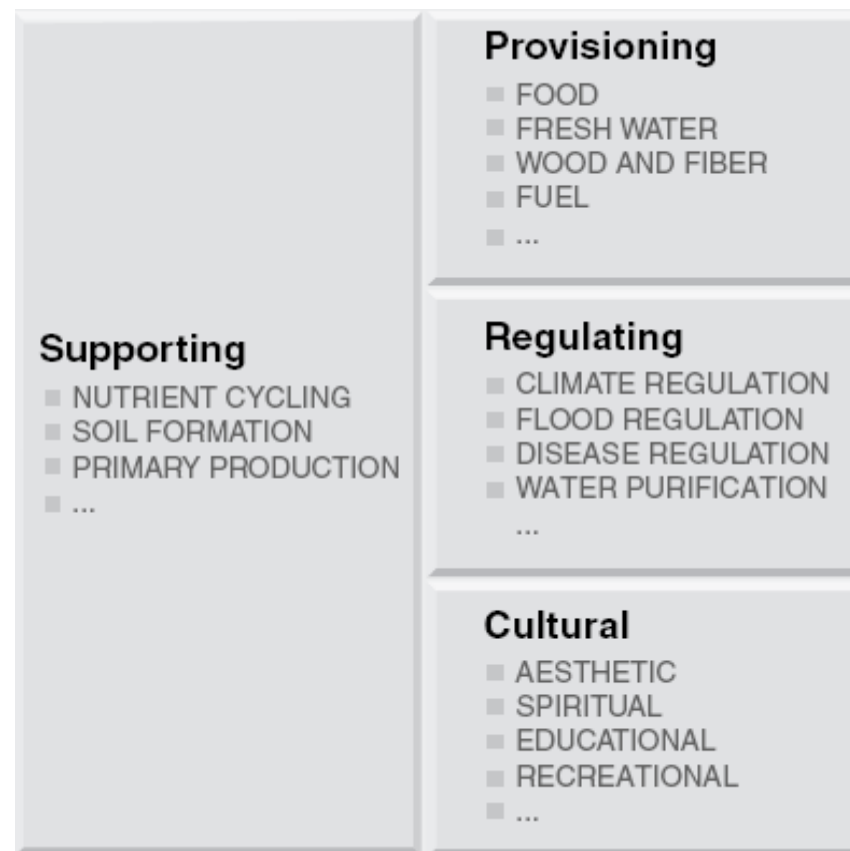 Supporting
NUTRIENT CYCLING
SOIL FORMATION
PRIMARY PRODUCTION
...
Provisioning
FOOD
FRESH WATER
WOOD AND FIBER
FUEL
...
Regulating
CLIMATE REGULATION
FLOOD REGULATION
DISEASE REGULATION
WATER PURIFICATION
...
Cultural
AESTHETIC
SPIRITUAL
EDUCATIONAL
RECREATIONAL
...